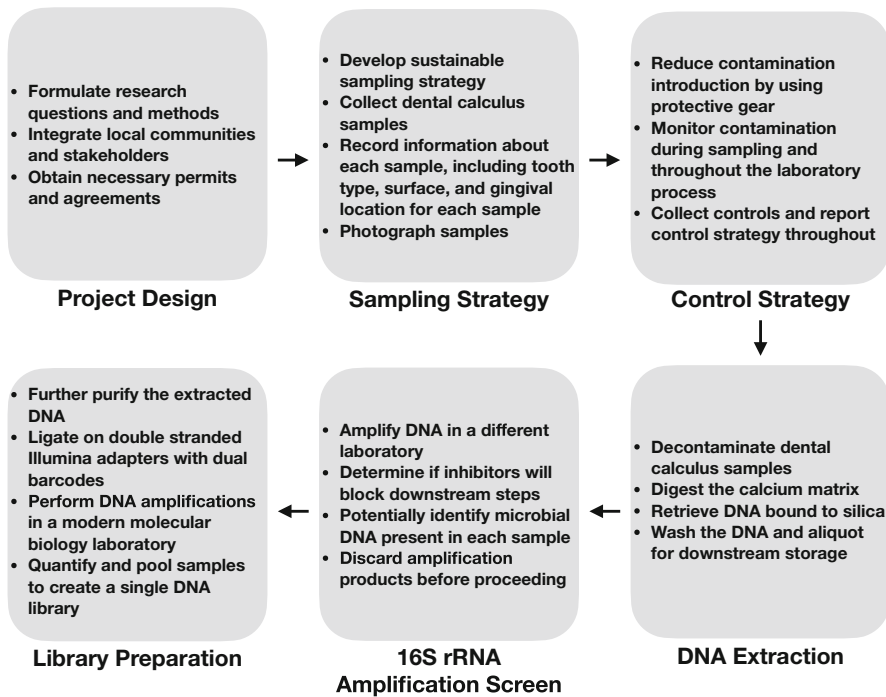 • Formulate research
questions and methods
• Integrate local communities
and stakeholders
• Obtain necessary permits
and agreements
Project Design
• Develop sustainable
sampling strategy
• Collect dental calculus
samples
• Record information about
each sample, including tooth
type, surface, and gingival
location for each sample
• Photograph samples
Sampling Strategy
• Reduce contamination
introduction by using
protective gear
• Monitor contamination
during sampling and
throughout the laboratory
process
• Collect controls and report
control strategy throughout
Control Strategy
• Decontaminate dental
calculus samples
• Digest the calcium matrix
• Retrieve DNA bound to silica
• Wash the DNA and aliquot
for downstream storage
DNA Extraction
• Amplify DNA in a different
laboratory
• Determine if inhibitors will
block downstream steps
• Potentially identify microbial
DNA present in each sample
• Discard amplification
products before proceeding
16S rRNA
Amplification Screen
• Further purify the extracted
DNA
• Ligate on double stranded
Illumina adapters with dual
barcodes
• Perform DNA amplifications
in a modern molecular
biology laboratory
• Quantify and pool samples
to create a single DNA
library
Library Preparation